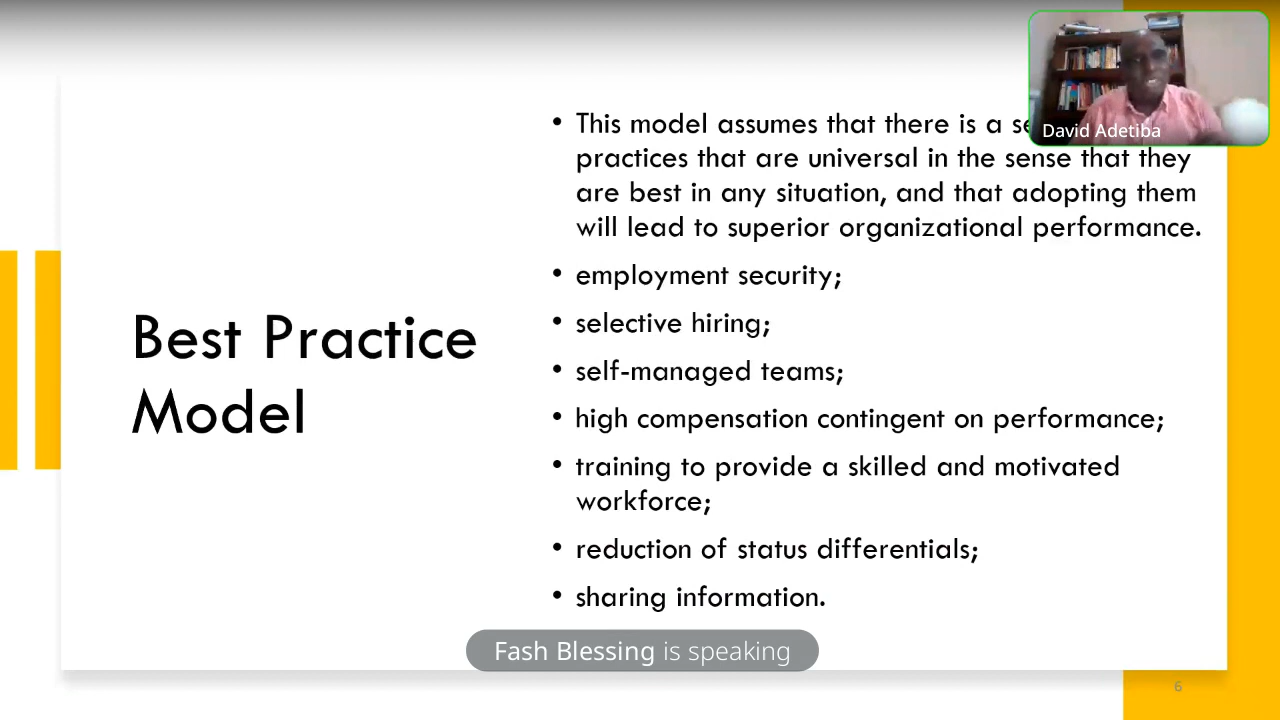 David Adetiba
Best Practice
Model
• This model assumes that there is a
practices that are universal in the sense that they
are best in any situation, and that adopting them
will lead to superior organizational performance.
• employment security;
• selective hiring;
• self-managed teams;
• high compensation contingent on performance;
• training to provide a skilled and motivated
workforce;
• reduction of status differentials;
• sharing information.
Fash Blessing is speaking
6